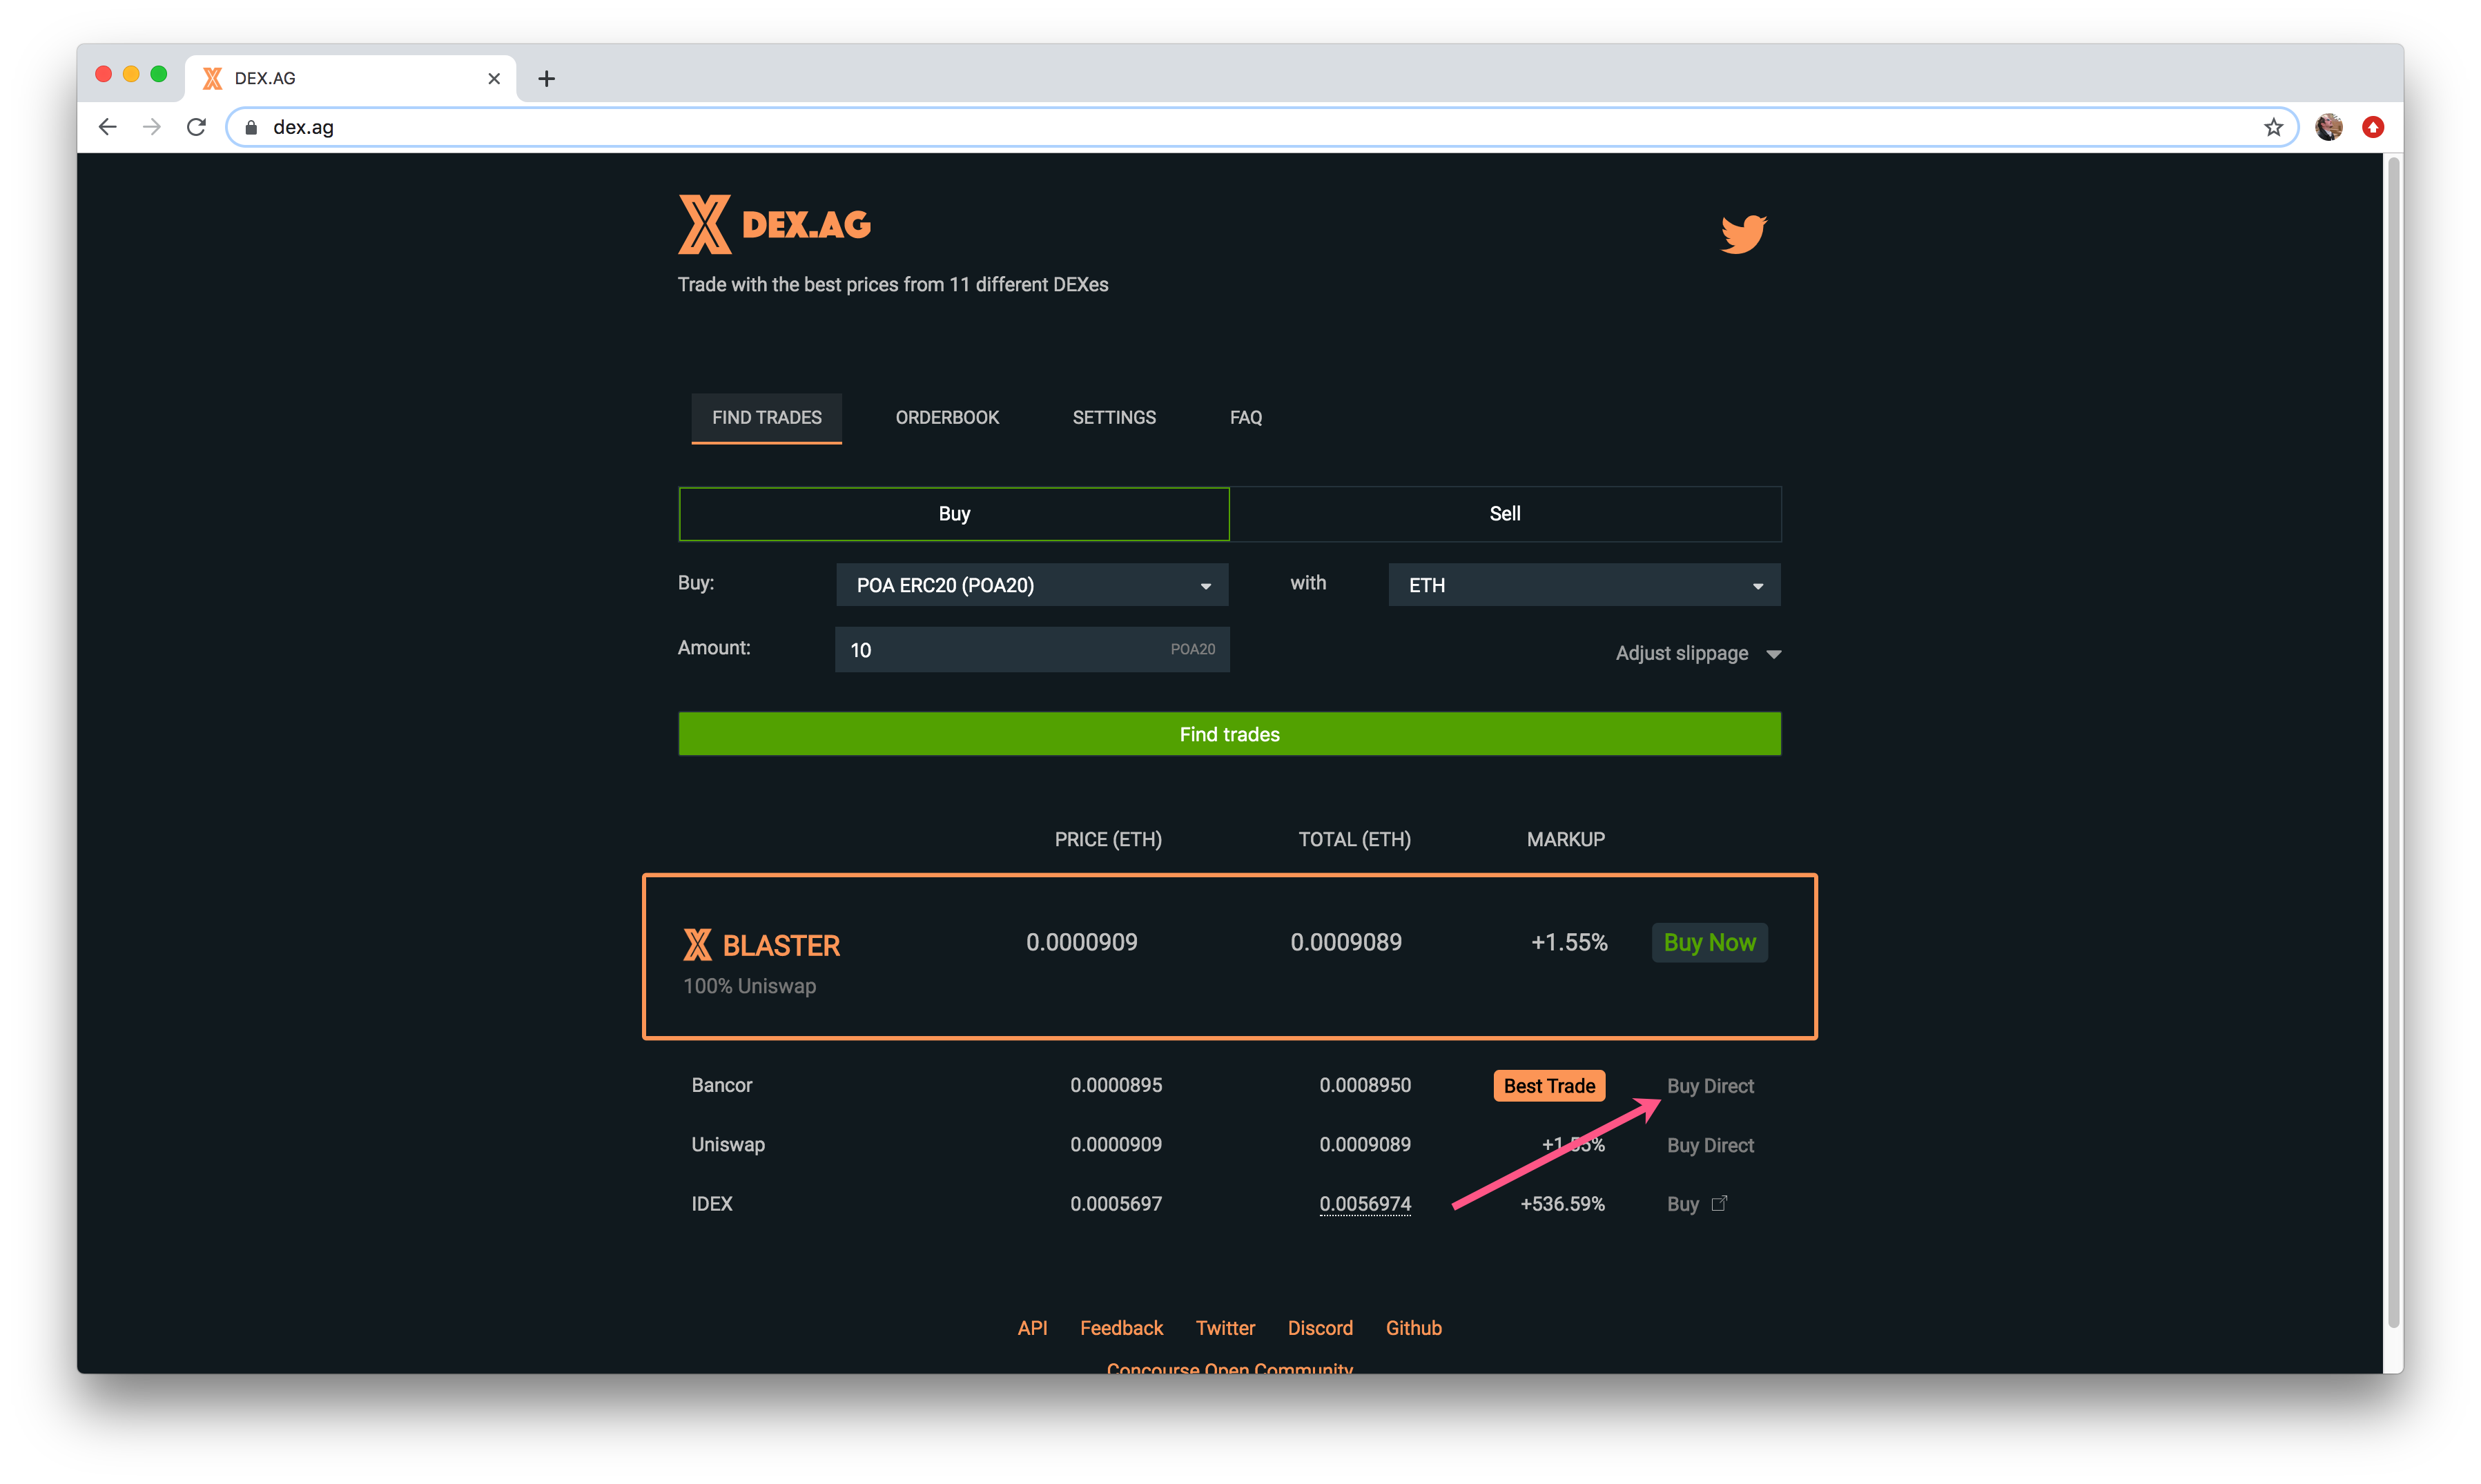 DEX.AG
dex.ag
DEX.AG
Trade with the best prices from 11 different DEXes
FIND TRADES ORDERBOOK SETTINGS FAQ
Buy Sell
Buy: POA ERC20 (POA20) with ETH
Amount: 10 POA20 Adjust slippage
Find trades
PRICE (ETH) TOTAL (ETH) MARKUP
BLASTER 0.0000909 0.0009089 +1.55% Buy Now
100% Uniswap
Bancor 0.0000895 0.0008950 Best Trade Buy Direct
Uniswap 0.0000909 0.0009089 +1.55% Buy Direct
IDEX 0.0005697 0.0056974 +536.59% Buy
API Feedback Twitter Discord Github
Concourse Open Community